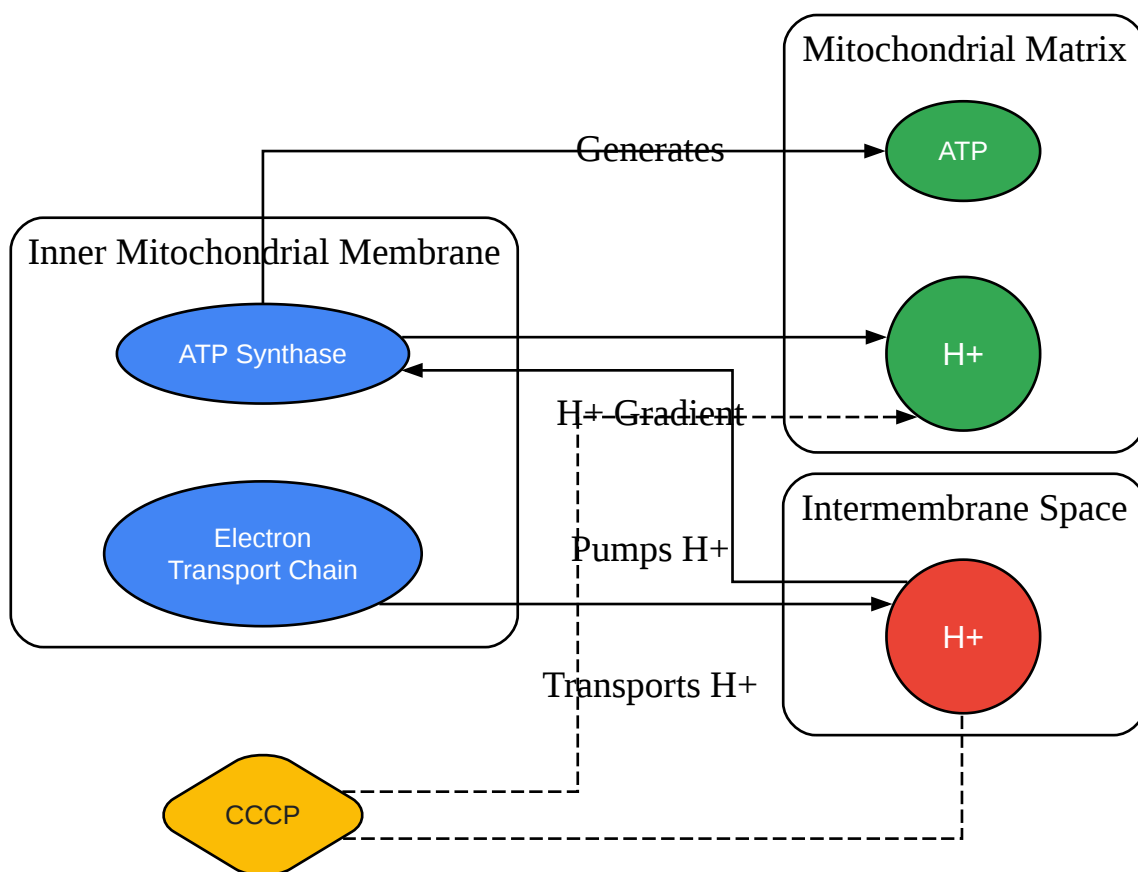 Mitochondrial Matrix
Generates
ATP
Inner Mitochondrial Membrane
ATP Synthase
H+
H+ Gradient
Intermembrane Space
Electron
Transport Chain
Pumps H+
H+
Transports H+
CCCP